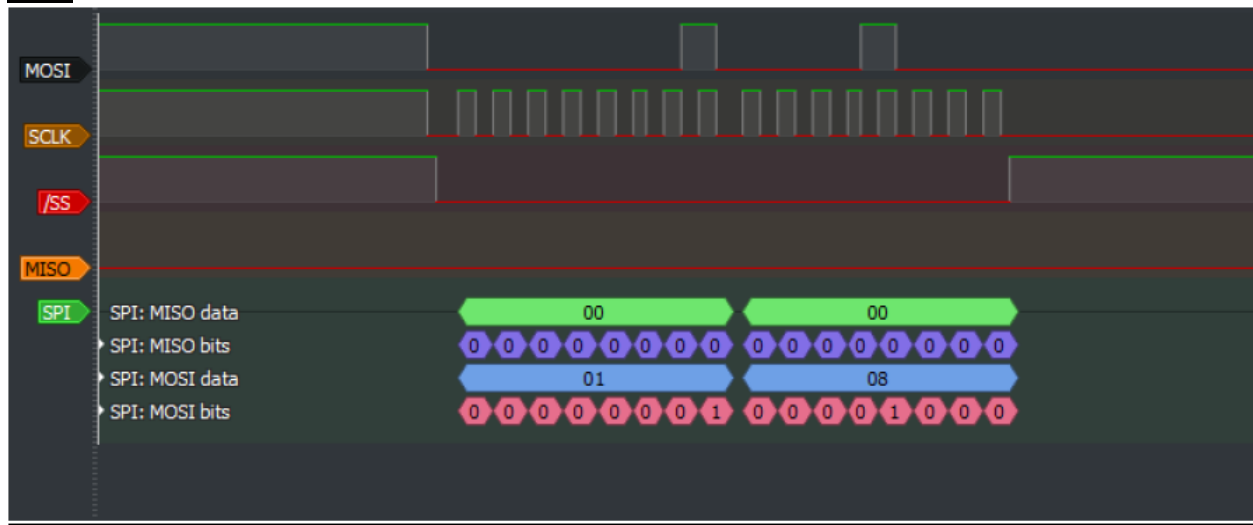 MOSI
SCLK
/SS
MISO
SPI SPI: MISO data 00 00
SPI: MISO bits 0 0 0 0 0 0 0 0 0 0 0 0 0 0 0 0
SPI: MOSI data 01 08
SPI: MOSI bits 0 0 0 0 0 0 0 1 0 0 0 0 1 0 0 0